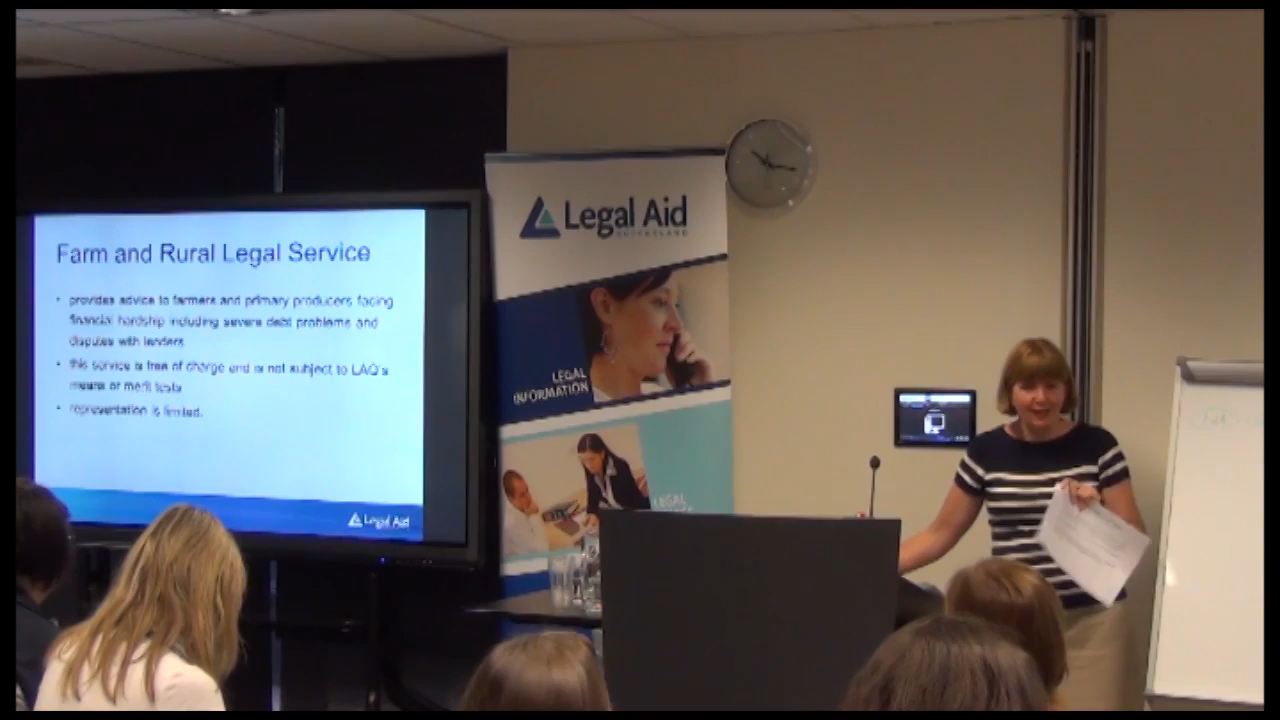 Farm and Rural Legal Service
• provides advice to farmers and primary producers facing
financial hardship including severe debt problems and
disputes with lenders
• this service is free of charge and is not subject to LAQ's
means or merit tests
• representation is limited.
Legal Aid
Legal Aid
QUEENSLAND
LEGAL
INFORMATION
LEGAL